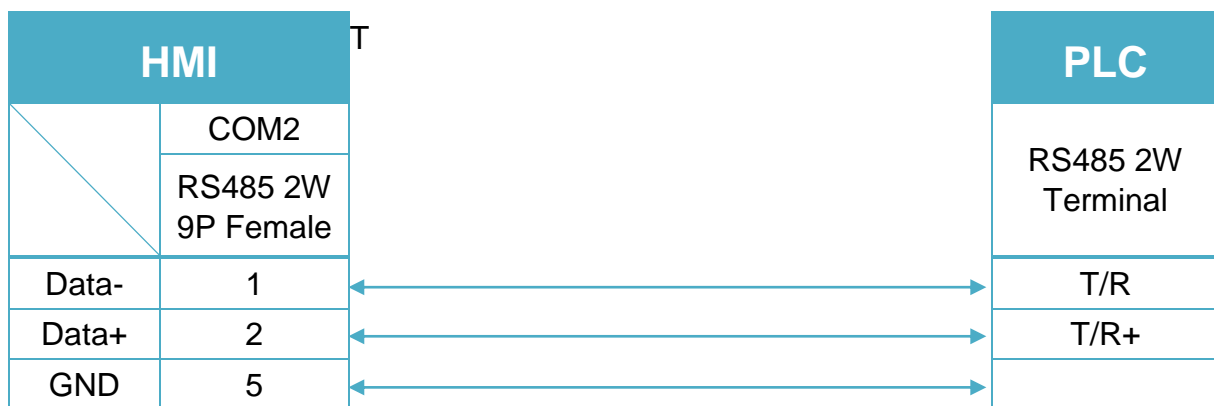 HMI T PLC
COM2
RS485 2W
9P Female
RS485 2W
Terminal
Data- 1 T/R
Data+ 2 T/R+
GND 5